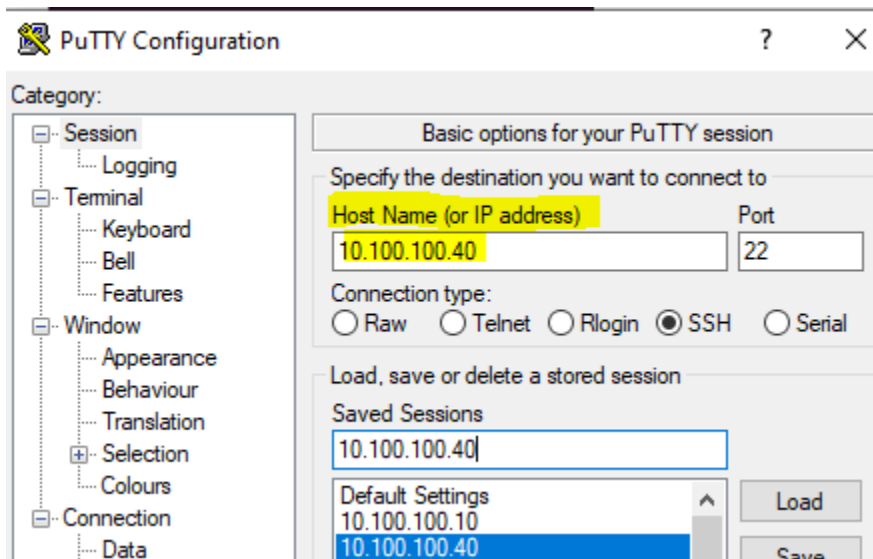 PuTTY Configuration
?
Category:
Session
Logging
Terminal
Keyboard
Bell
Features
Window
Appearance
Behaviour
Translation
Selection
Colours
Connection
Data
Basic options for your PuTTY session
Specify the destination you want to connect to
Host Name (or IP address) Port
10.100.100.40 22
Connection type:
Raw Telnet Rlogin SSH Serial
Load, save or delete a stored session
Saved Sessions
10.100.100.40
Default Settings
10.100.100.10
10.100.100.40
Load
Save